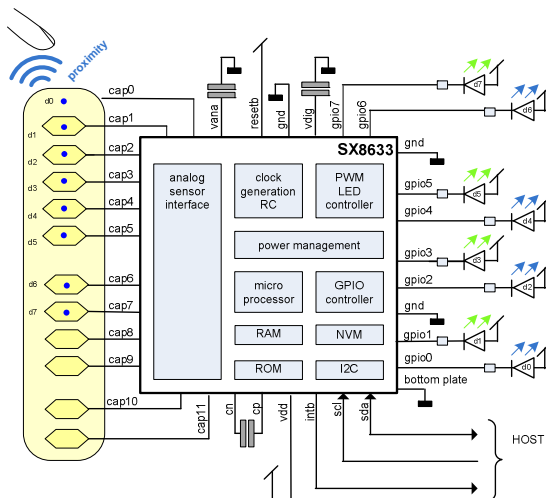 proximity
d0
cap0
d1
cap1
d2
cap2
d3
cap3
d4
cap4
d5
cap5
d6
cap6
d7
cap7
cap8
cap9
cap10
cap11
vana
resetb
gnd
vdig
gpio7
gpio6
d7
d6
SX8633
gnd
analog
sensor
interface
clock
generation
RC
PWM
LED
controller
gpio5
d5
gpio4
d4
power management
gpio3
d3
gpio2
d2
micro
processor
GPIO
controller
gnd
RAM
NVM
gpio1
d1
ROM
I2C
gpio0
d0
bottom plate
cn
cp
vdd
intb
scl
sda
HOST